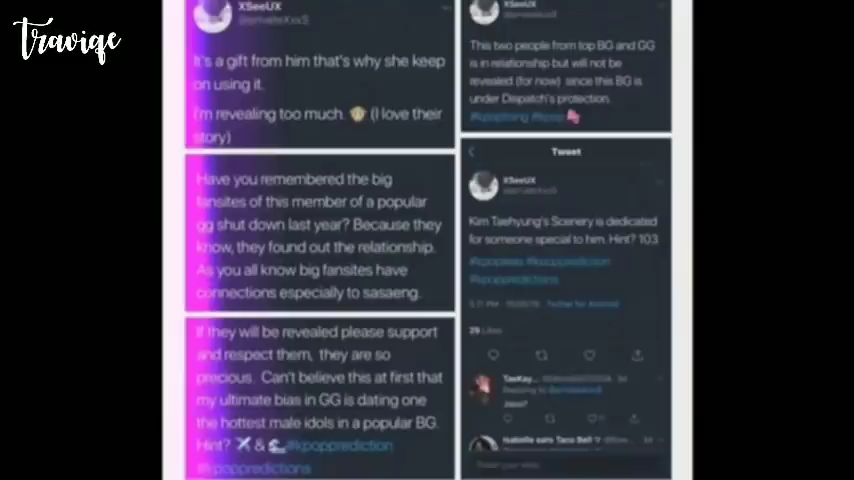 Traviqe
XSeeUX
It's a gift from him that's why she keep
on using it.
I'm revealing too much. (I love their
story)
Have you remembered the big
fansites of this member of a popular
gg shut down last year? Because they
know, they found out the relationship.
As you all know big fansites have
connections especially to sasaeng.
If they will be revealed please support
and respect them, they are so
precious. Can't believe this at first that
my ultimate bias in GG is dating one
the hottest male idols in a popular BG.
Hint? ✈ & 🌊 #kpopprediction
#kpoppredictions
XSeeUX
This two people from top BG and GG
is in relationship but will not be
revealed (for now) since this BG is
under Dispatch's protection.
Tweet
XSeeUX
Kim Taehyung's Scenery is dedicated
for someone special to him. Hint? 103
#kpoppredictions
29 Likes
TaeKay...
Isabelle eats Taco Bell